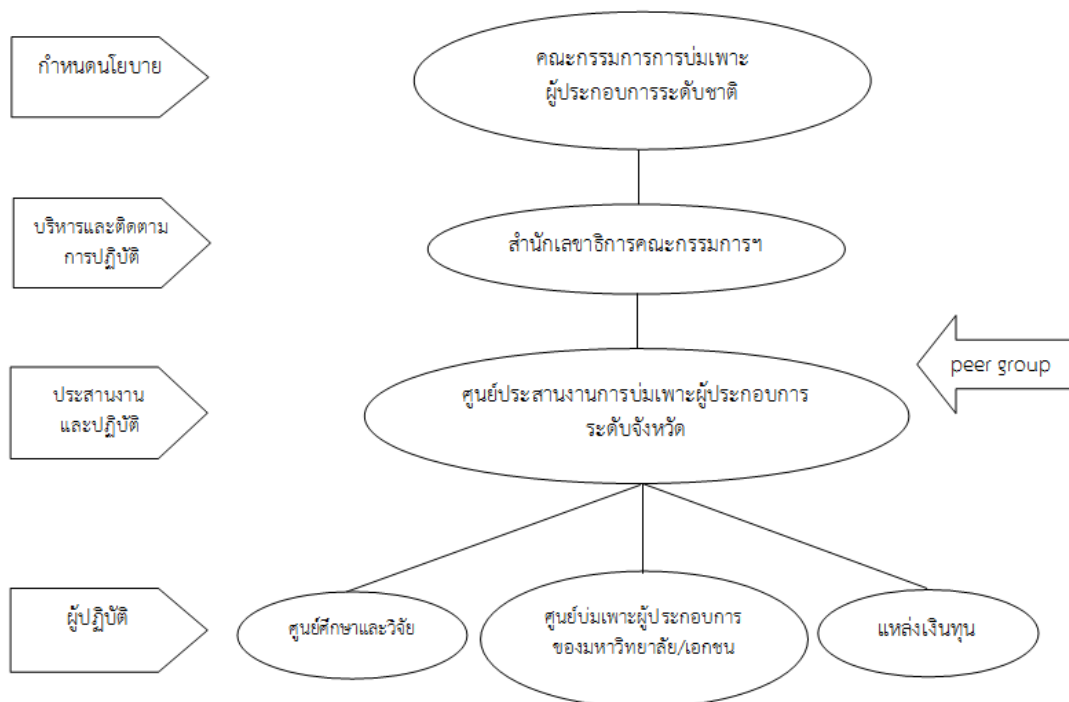 กำหนดนโยบาย
คณะกรรมการการบ่มเพาะ
ผู้ประกอบการระดับชาติ
บริหารและติดตาม
การปฏิบัติ
สำนักเลขาธิการคณะกรรมการฯ
peer group
ประสานงาน
และปฏิบัติ
ศูนย์ประสานงานการบ่มเพาะผู้ประกอบการ
ระดับจังหวัด
ผู้ปฏิบัติ
ศูนย์ศึกษาและวิจัย
ศูนย์บ่มเพาะผู้ประกอบการ
ของมหาวิทยาลัย/เอกชน
แหล่งเงินทุน